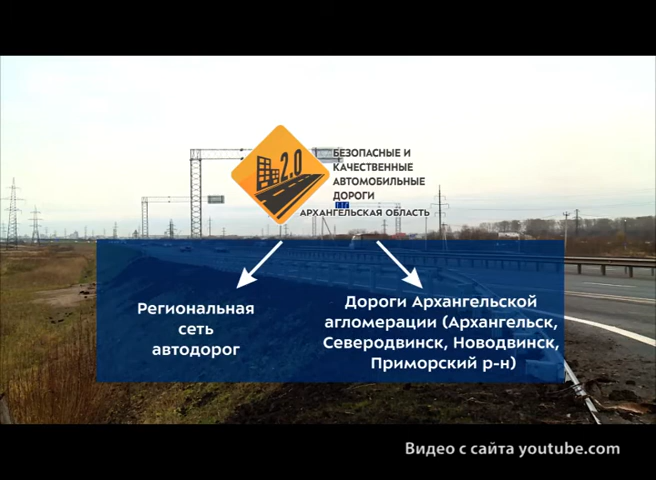 2.0
БЕЗОПАСНЫЕ И
КАЧЕСТВЕННЫЕ
АВТОМОБИЛЬНЫЕ
ДОРОГИ
АРХАНГЕЛЬСКАЯ ОБЛАСТЬ
Региональная
сеть
автодорог
Дороги Архангельской
агломерации (Архангельск,
Северодвинск, Новодвинск,
Приморский р-н)
Видео с сайта youtube.com